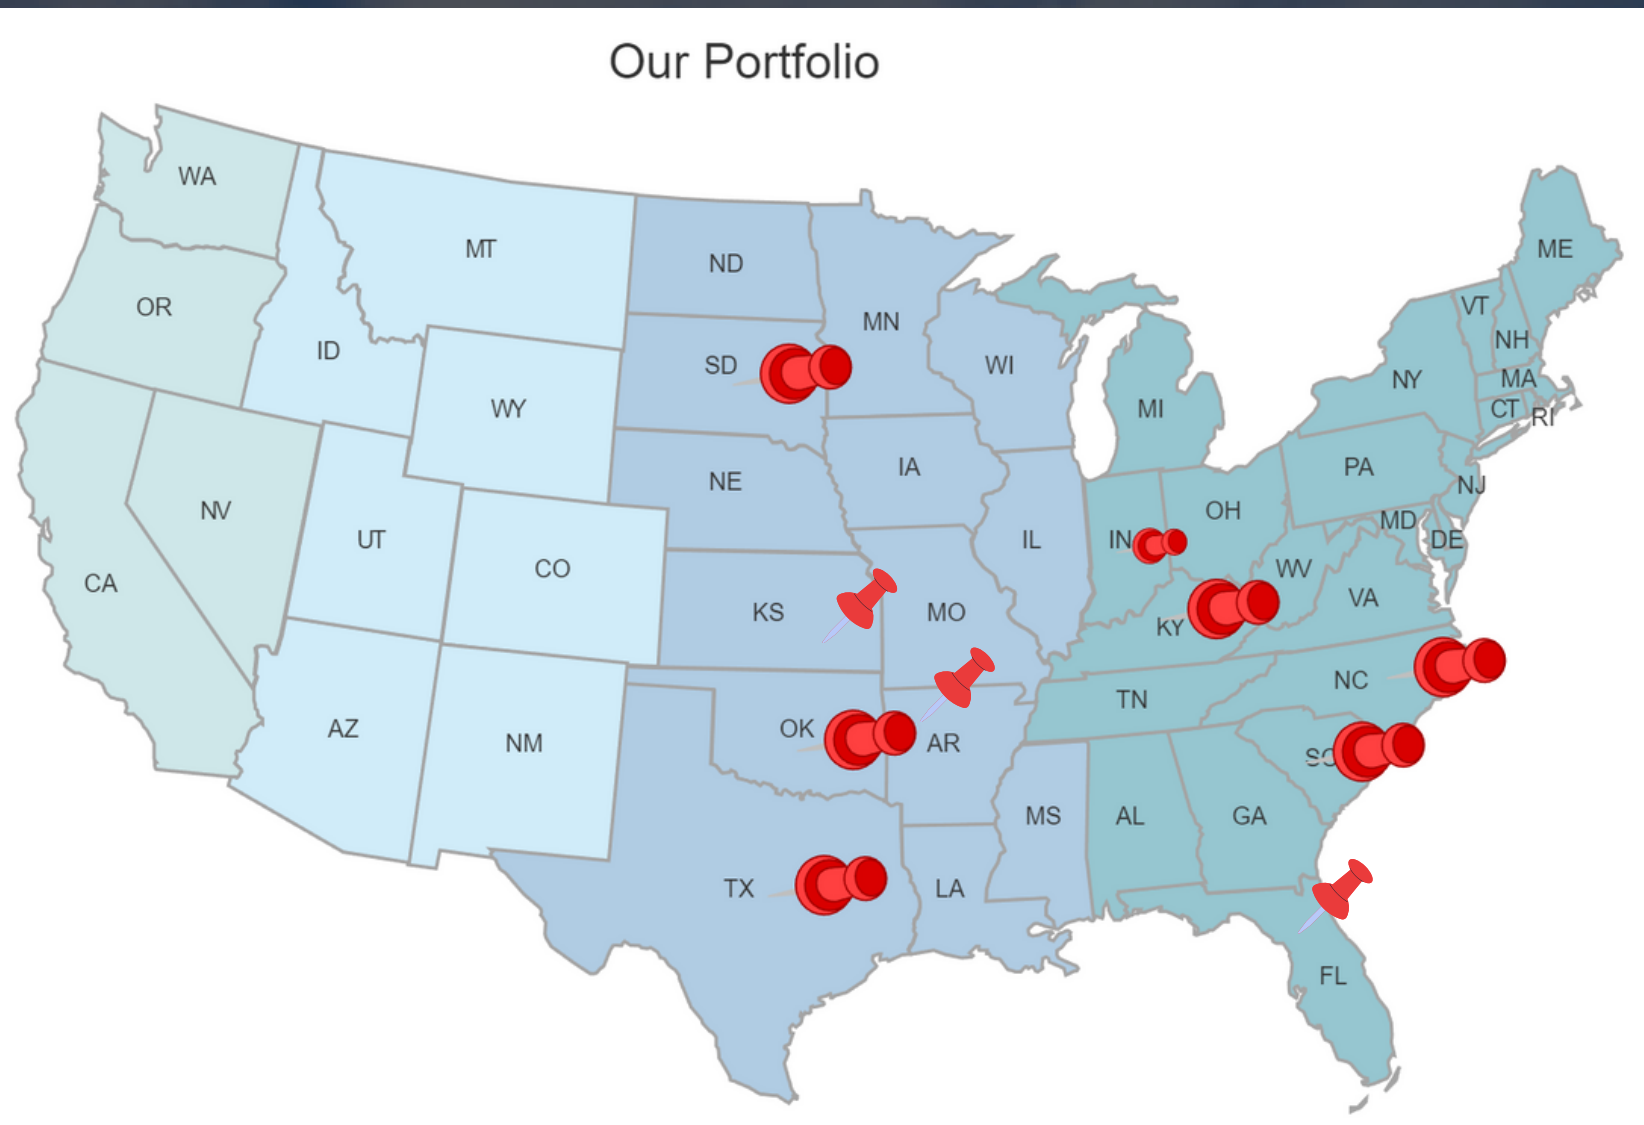 Our Portfolio
WA
MT
ME
ND
VT
OR
MN
NH
ID
SD
WI
NY
MA
WY
MI
CT
RI
IA
PA
NE
NJ
NV
OH
MD
UT
IL
IN
DE
CO
WV
CA
VA
KS
MO
KY
NC
TN
AZ
OK
NM
AR
SC
MS
AL
GA
TX
LA
FL